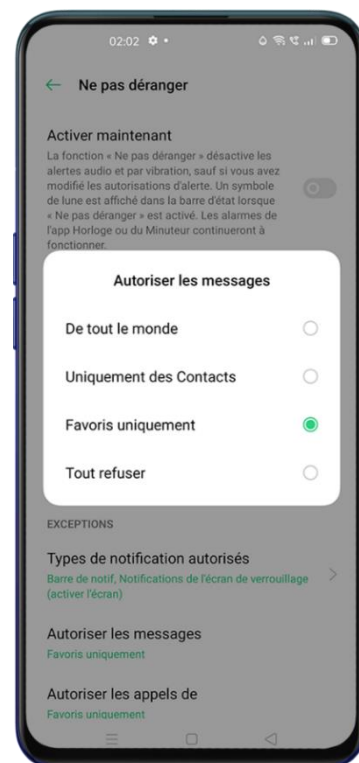 02:02
Ne pas déranger
Activer maintenant
La fonction « Ne pas déranger » désactive les
alertes audio et par vibration, sauf si vous avez
modifié les autorisations d'alerte. Un symbole
de lune est affiché dans la barre d'état lorsque
« Ne pas déranger » est activé. Les alarmes de
l'app Horloge ou du Minuteur continueront à
fonctionner.
Autoriser les messages
De tout le monde
Uniquement des Contacts
Favoris uniquement
Tout refuser
EXCEPTIONS
Types de notification autorisés
Barre de notif, Notifications de l'écran de verrouillage
(activer l'écran)
Autoriser les messages
Favoris uniquement
Autoriser les appels de
Favoris uniquement